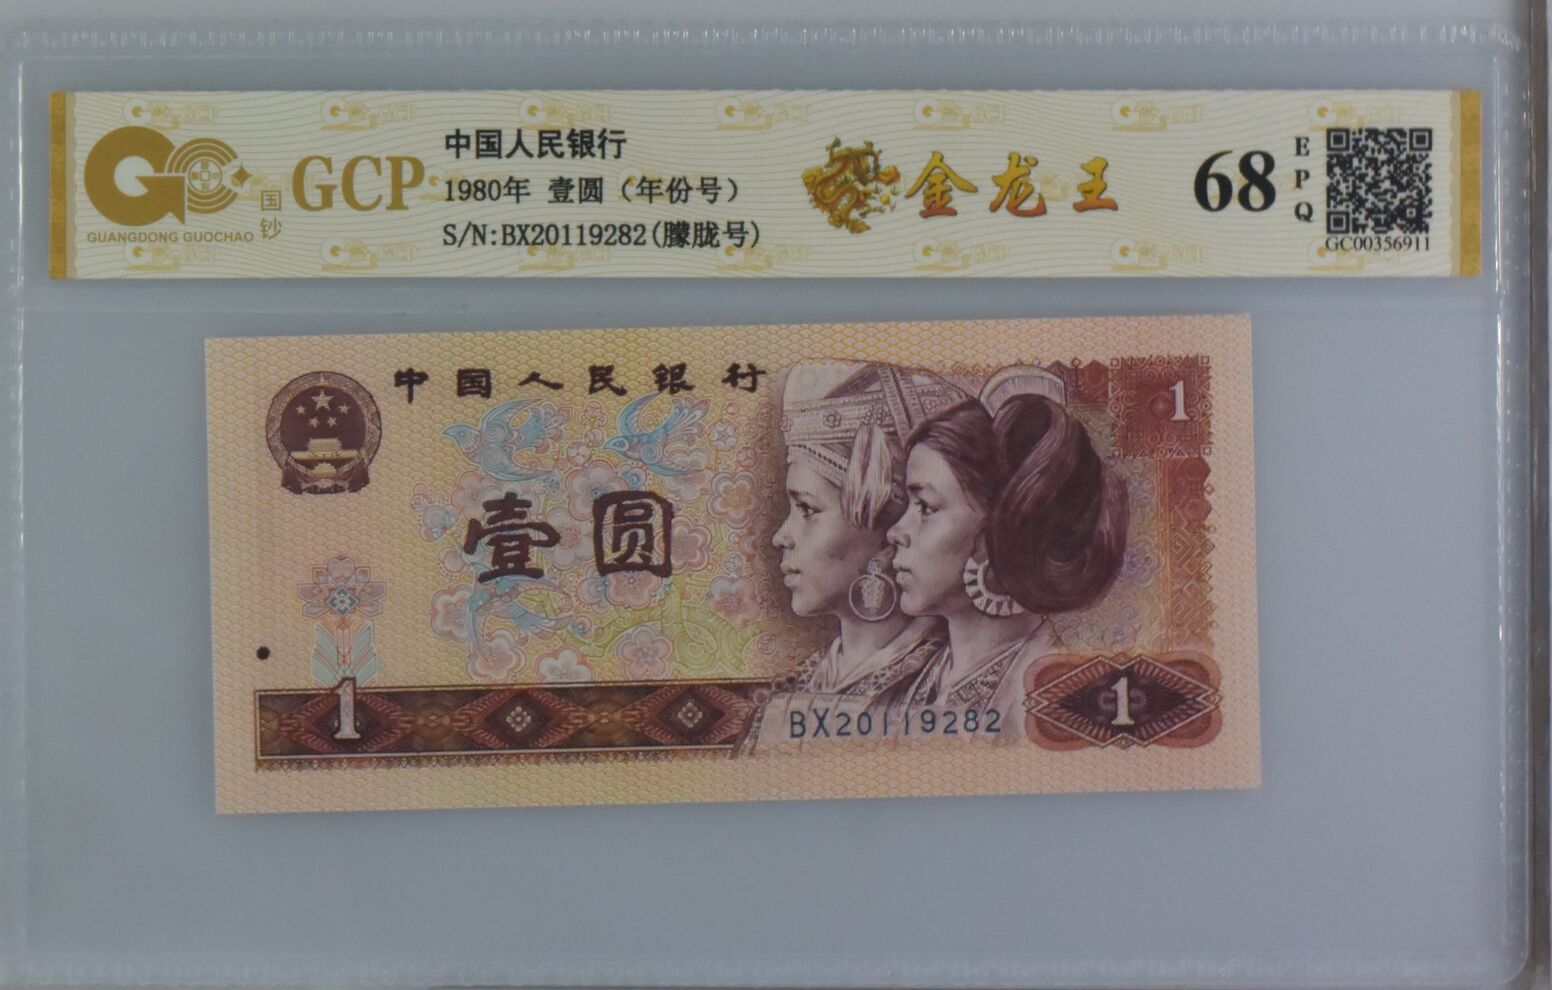 GUANGDONG GUOCHAO
国钞
GCP
中国人民银行
1980年 壹圆（年份号）
S/N:BX20119282(朦胧号)
金龙王
68
EPQ
GC00356911
中国人民银行
1
壹圆
1
BX20119282
1